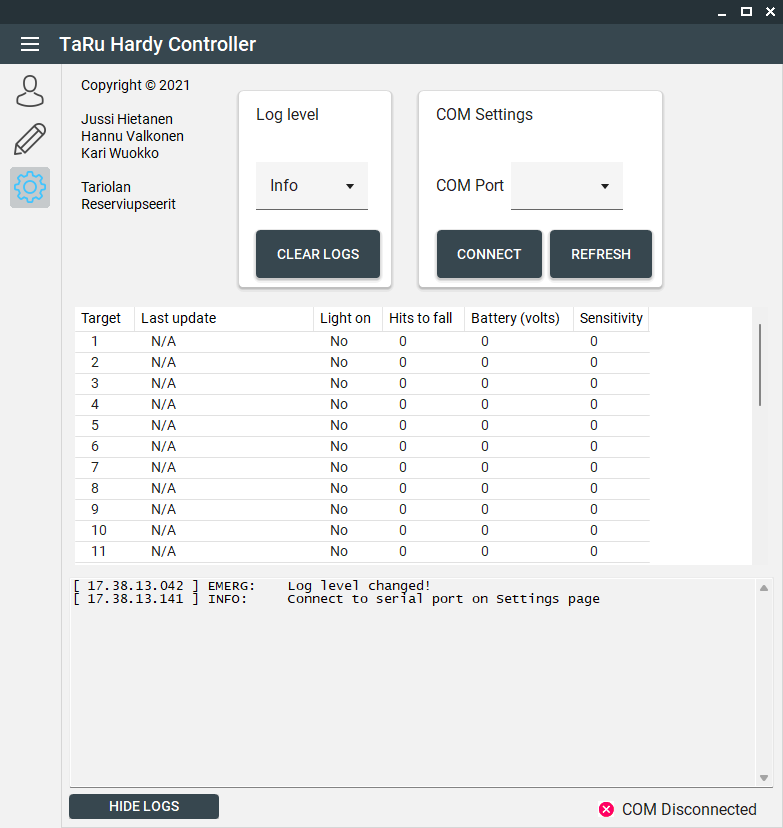 TaRu Hardy Controller
Copyright © 2021
Jussi Hietanen
Hannu Valkonen
Kari Wuokko
Tariolan
Reserviupseerit
Log level
Info
CLEAR LOGS
COM Settings
COM Port
CONNECT REFRESH
Target Last update Light on Hits to fall Battery (volts) Sensitivity
1 N/A No 0 0 0
2 N/A No 0 0 0
3 N/A No 0 0 0
4 N/A No 0 0 0
5 N/A No 0 0 0
6 N/A No 0 0 0
7 N/A No 0 0 0
8 N/A No 0 0 0
9 N/A No 0 0 0
10 N/A No 0 0 0
11 N/A No 0 0 0
[ 17.38.13.042 ] EMERG: Log level changed!
[ 17.38.13.141 ] INFO: Connect to serial port on Settings page
HIDE LOGS
COM Disconnected